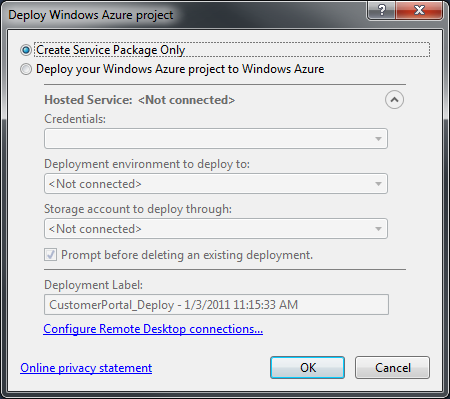 Deploy Windows Azure project
Create Service Package Only
Deploy your Windows Azure project to Windows Azure
Hosted Service: <Not connected>
Credentials:
Deployment environment to deploy to:
<Not connected>
Storage account to deploy through:
<Not connected>
Prompt before deleting an existing deployment.
Deployment Label:
CustomerPortal_Deploy - 1/3/2011 11:15:33 AM
Configure Remote Desktop connections...
Online privacy statement
OK
Cancel